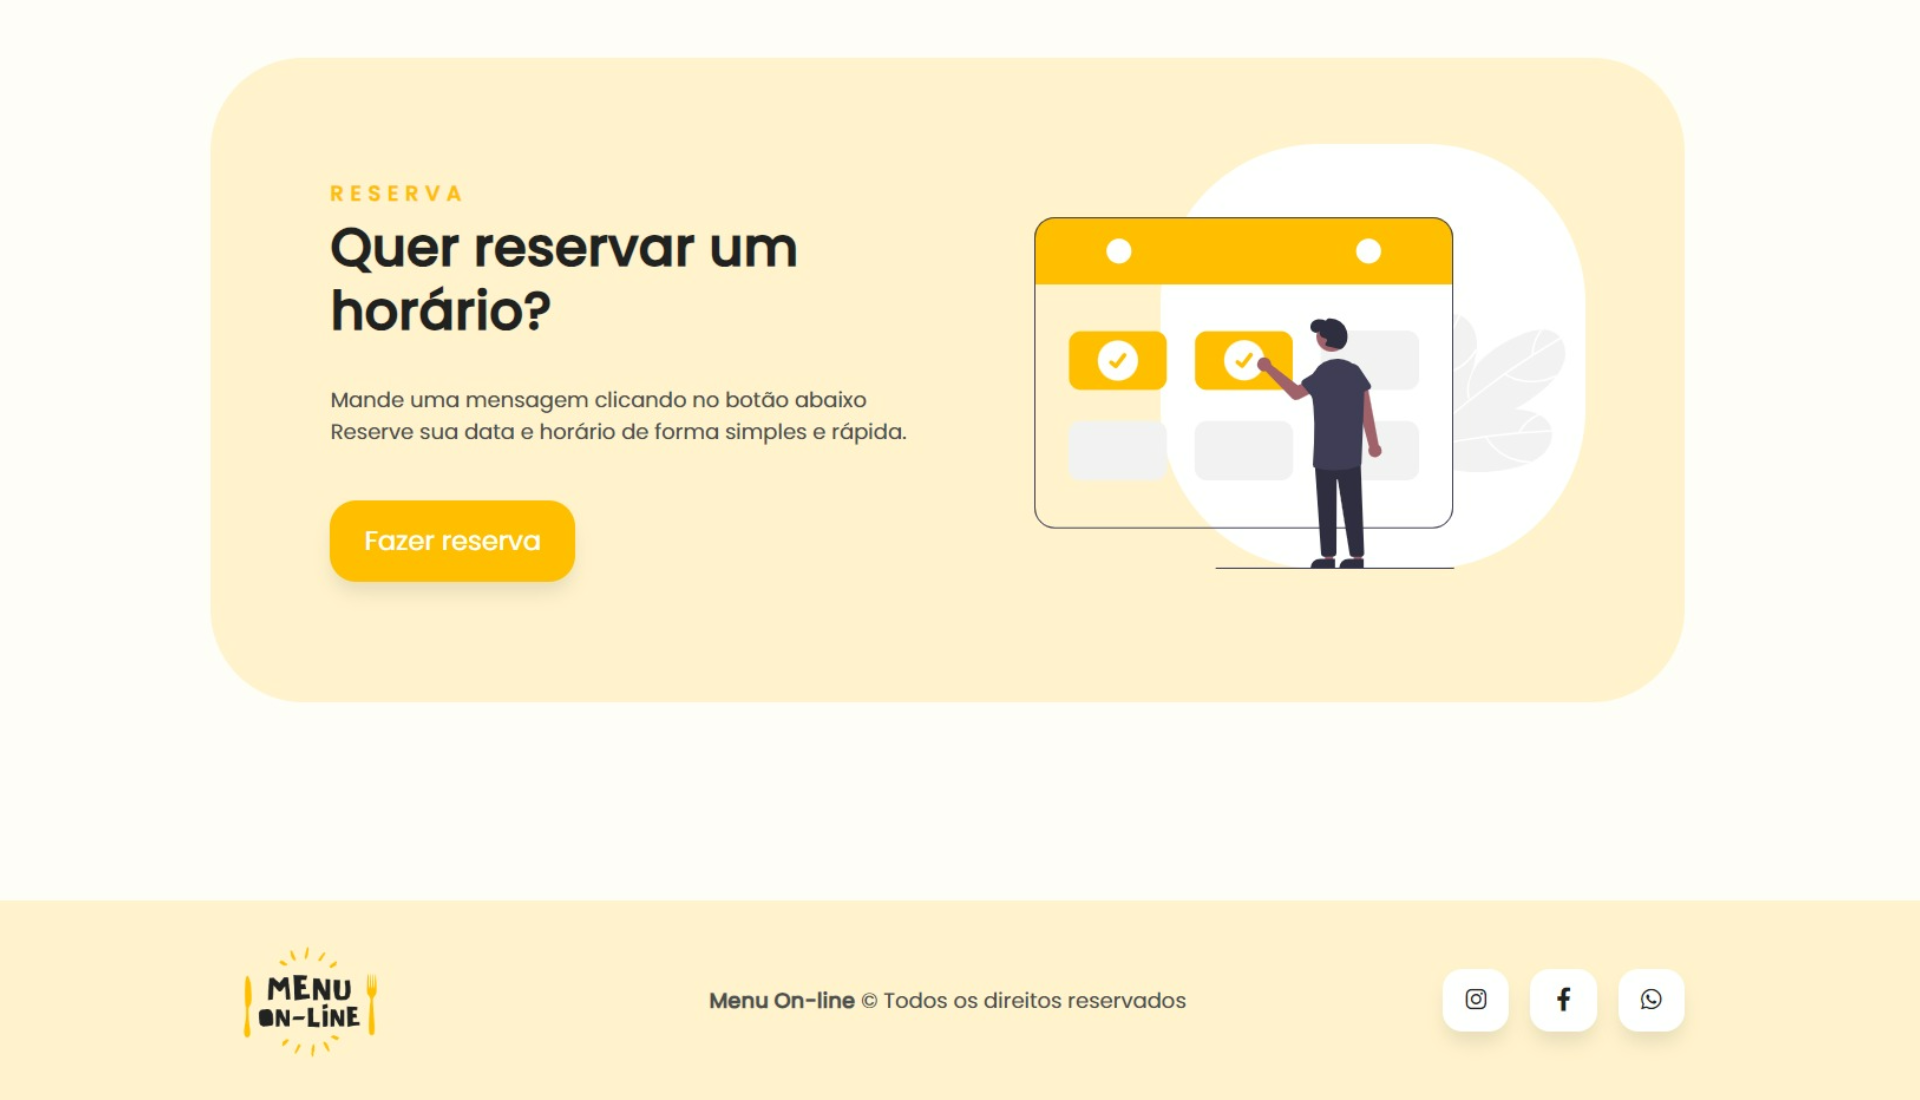 RESERVA
Quer reservar um
horário?
Mande uma mensagem clicando no botão abaixo
Reserve sua data e horário de forma simples e rápida.
Fazer reserva
MENU
ON-LINE
Menu On-line © Todos os direitos reservados